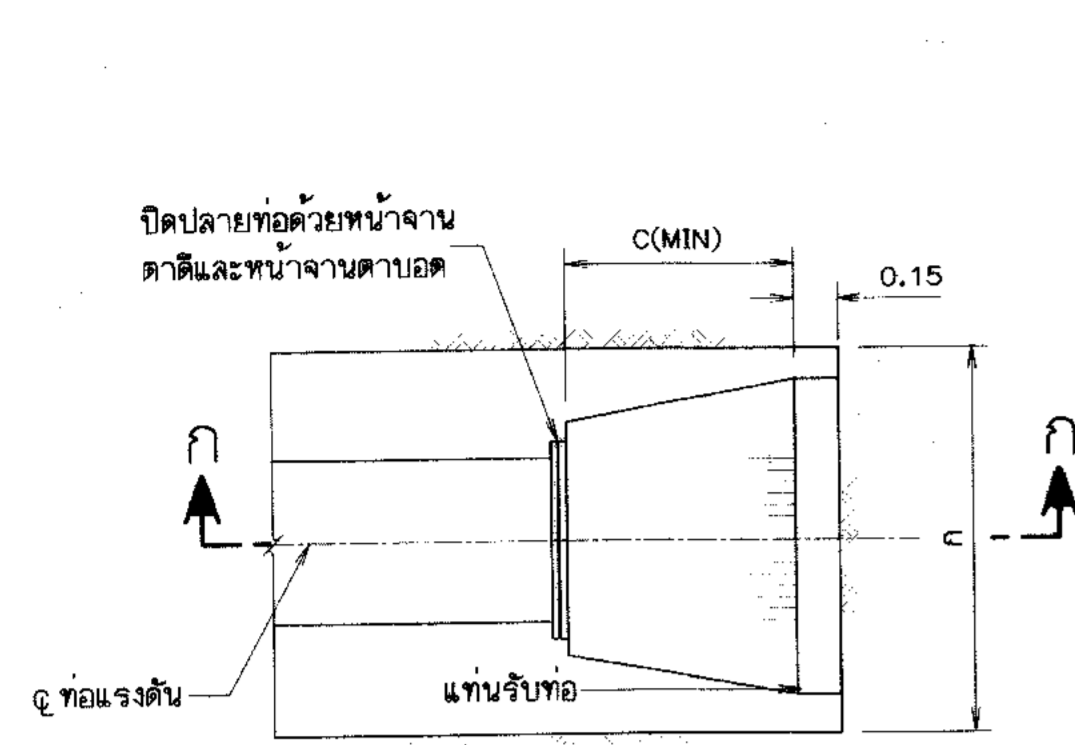 ปิดปลายท่อด้วยหน้าจาน
ตาดีและหน้าจานตาบอด
C(MIN)
0.15
ก
ก
℄ ท่อแรงดัน
แท่นรับท่อ